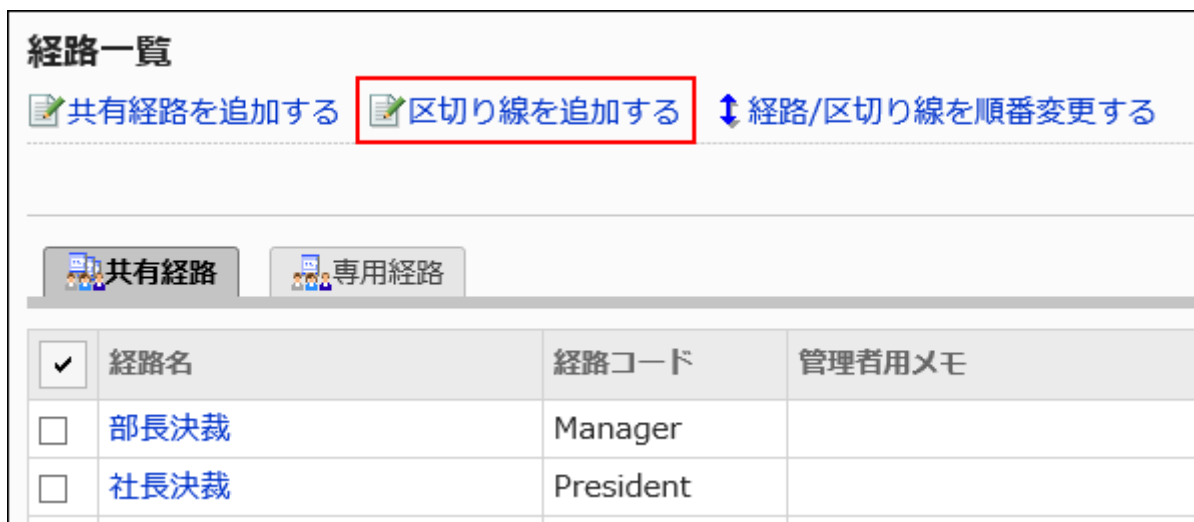 経路一覧
共有経路を追加する 区切り線を追加する 経路/区切り線を順番変更する
共有経路 専用経路
経路名 経路コード 管理者用メモ
部長決裁 Manager
社長決裁 President